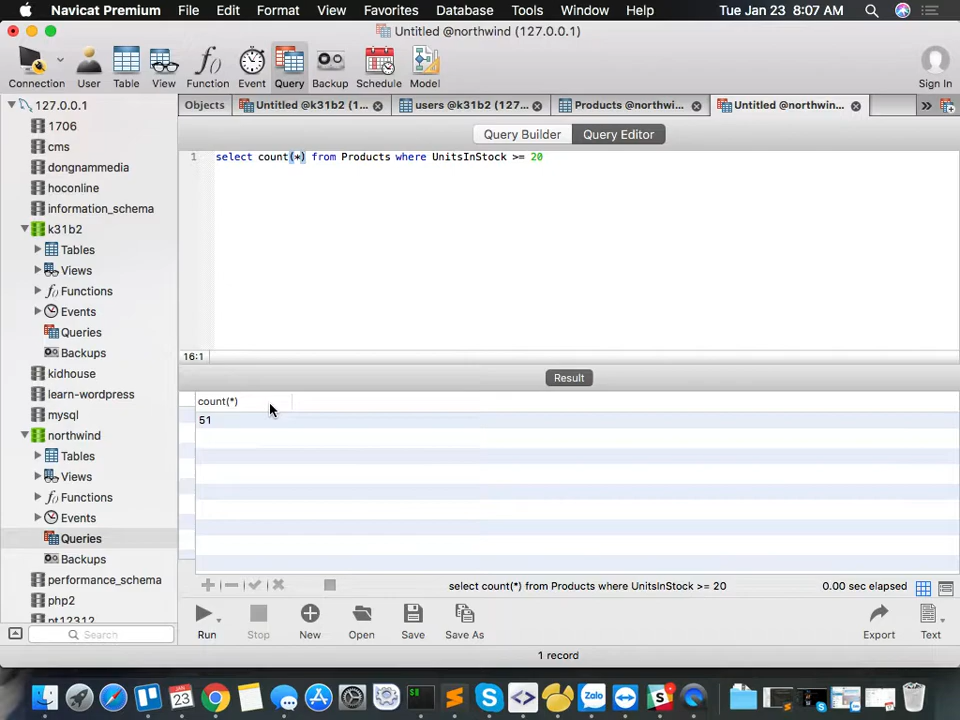 Navicat Premium File Edit Format View Favorites Database Tools Window Help Tue Jan 23 8:07 AM
Untitled @northwind (127.0.0.1)
Connection User Table View Function Event Query Backup Schedule Model Sign In
Objects Untitled @k31b2 (1... users @k31b2 (127... Products @northwi... Untitled @northwin... »
127.0.0.1
1706
cms
dongnammedia
hoconline
information_schema
k31b2
Tables
Views
Functions
Events
Queries
Backups
kidhouse
learn-wordpress
mysql
northwind
Tables
Views
Functions
Events
Queries
Backups
performance_schema
php2
pt12312
Search
Query Builder Query Editor
1 select count(*) from Products where UnitsInStock >= 20
16:1
Result
count(*)
51
select count(*) from Products where UnitsInStock >= 20 0.00 sec elapsed
Run Stop New Open Save Save As Export Text
1 record
JAN
23
Zalo